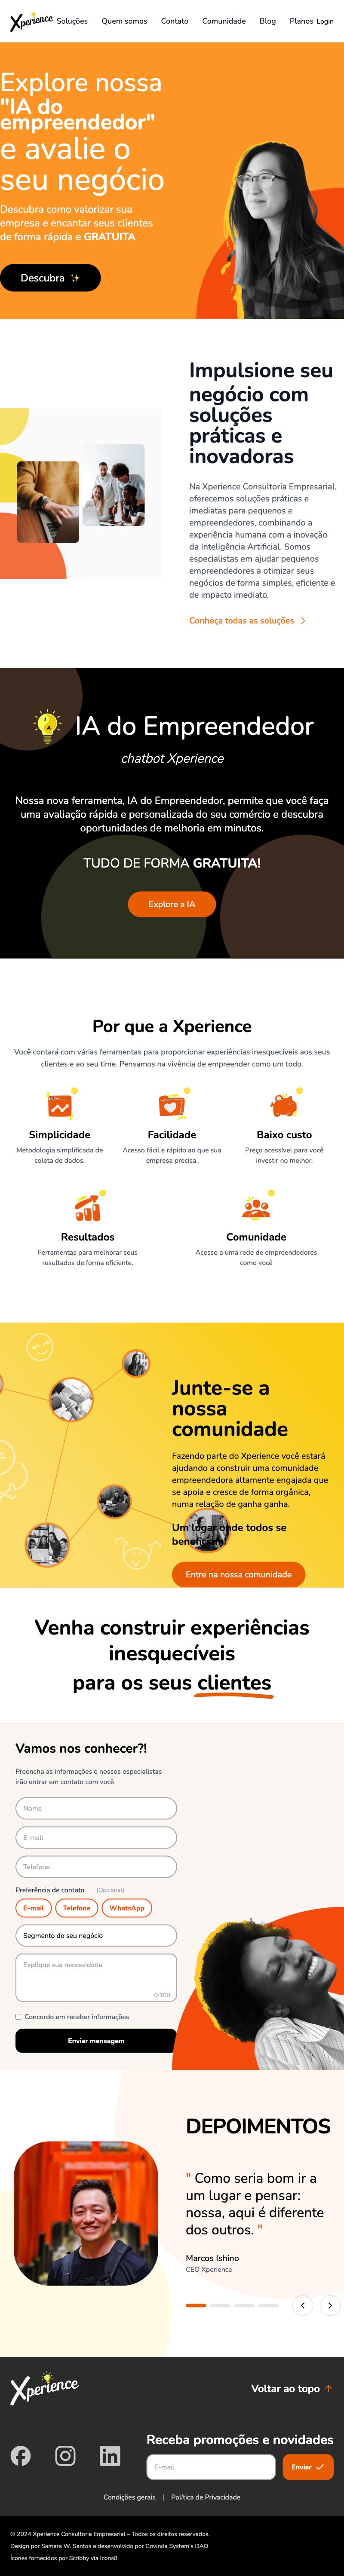 Xperience Soluções Quem somos Contato Comunidade Blog Planos Login
Explore nossa
"IA do
empreendedor"
e avalie o
seu negócio
Descubra como valorizar sua
empresa e encantar seus clientes
de forma rápida e GRATUITA
Descubra
Impulsione seu
negócio com
soluções
práticas e
inovadoras
Na Xperience Consultoria Empresarial,
oferecemos soluções práticas e
imediatas para pequenos e
empreendedores, combinando a
experiência humana com a inovação
da Inteligência Artificial. Somos
especialistas em ajudar pequenos
empreendedores a otimizar seus
negócios de forma simples, eficiente e
de impacto imediato.
Conheça todas as soluções
IA do Empreendedor
chatbot Xperience
Nossa nova ferramenta, IA do Empreendedor, permite que você faça
uma avaliação rápida e personalizada do seu comércio e descubra
oportunidades de melhoria em minutos.
TUDO DE FORMA GRATUITA!
Explore a IA
Por que a Xperience
Você contará com várias ferramentas para proporcionar experiências inesquecíveis aos seus
clientes e ao seu time. Pensamos na vivência de empreender como um todo.
Simplicidade Facilidade Baixo custo
Metodologia simplificada de Acesso fácil e rápido ao que sua Preço acessível para você
coleta de dados. empresa precisa. investir no melhor.
Resultados Comunidade
Ferramentas para melhorar seus Acesso a uma rede de empreendedores
resultados de forma eficiente. como você
Junte-se a
nossa
comunidade
Fazendo parte do Xperience você estará
ajudando a construir uma comunidade
empreendedora altamente engajada que
se apoia e cresce de forma orgânica,
numa relação de ganha ganha.
Um lugar onde todos se
beneficiam!
Entre na nossa comunidade
Venha construir experiências
inesquecíveis
para os seus clientes
Vamos nos conhecer?!
Preencha as informações e nossos especialistas
irão entrar em contato com você
Nome
E-mail
Telefone
Preferência de contato (Opcional)
E-mail Telefone WhatsApp
Segmento do seu negócio
Explique sua necessidade
0/100
Concordo em receber informações
Enviar mensagem
DEPOIMENTOS
" Como seria bom ir a
um lugar e pensar:
nossa, aqui é diferente
dos outros. "
Marcos Ishino
CEO Xperience
Xperience
Voltar ao topo
Receba promoções e novidades
E-mail Enviar
Condições gerais | Política de Privacidade
© 2024 Xperience Consultoria Empresarial – Todos os direitos reservados.
Design por Samara W. Santos e desenvolvido por Govinda System's DAO
Ícones fornecidos por Scribby via Icons8